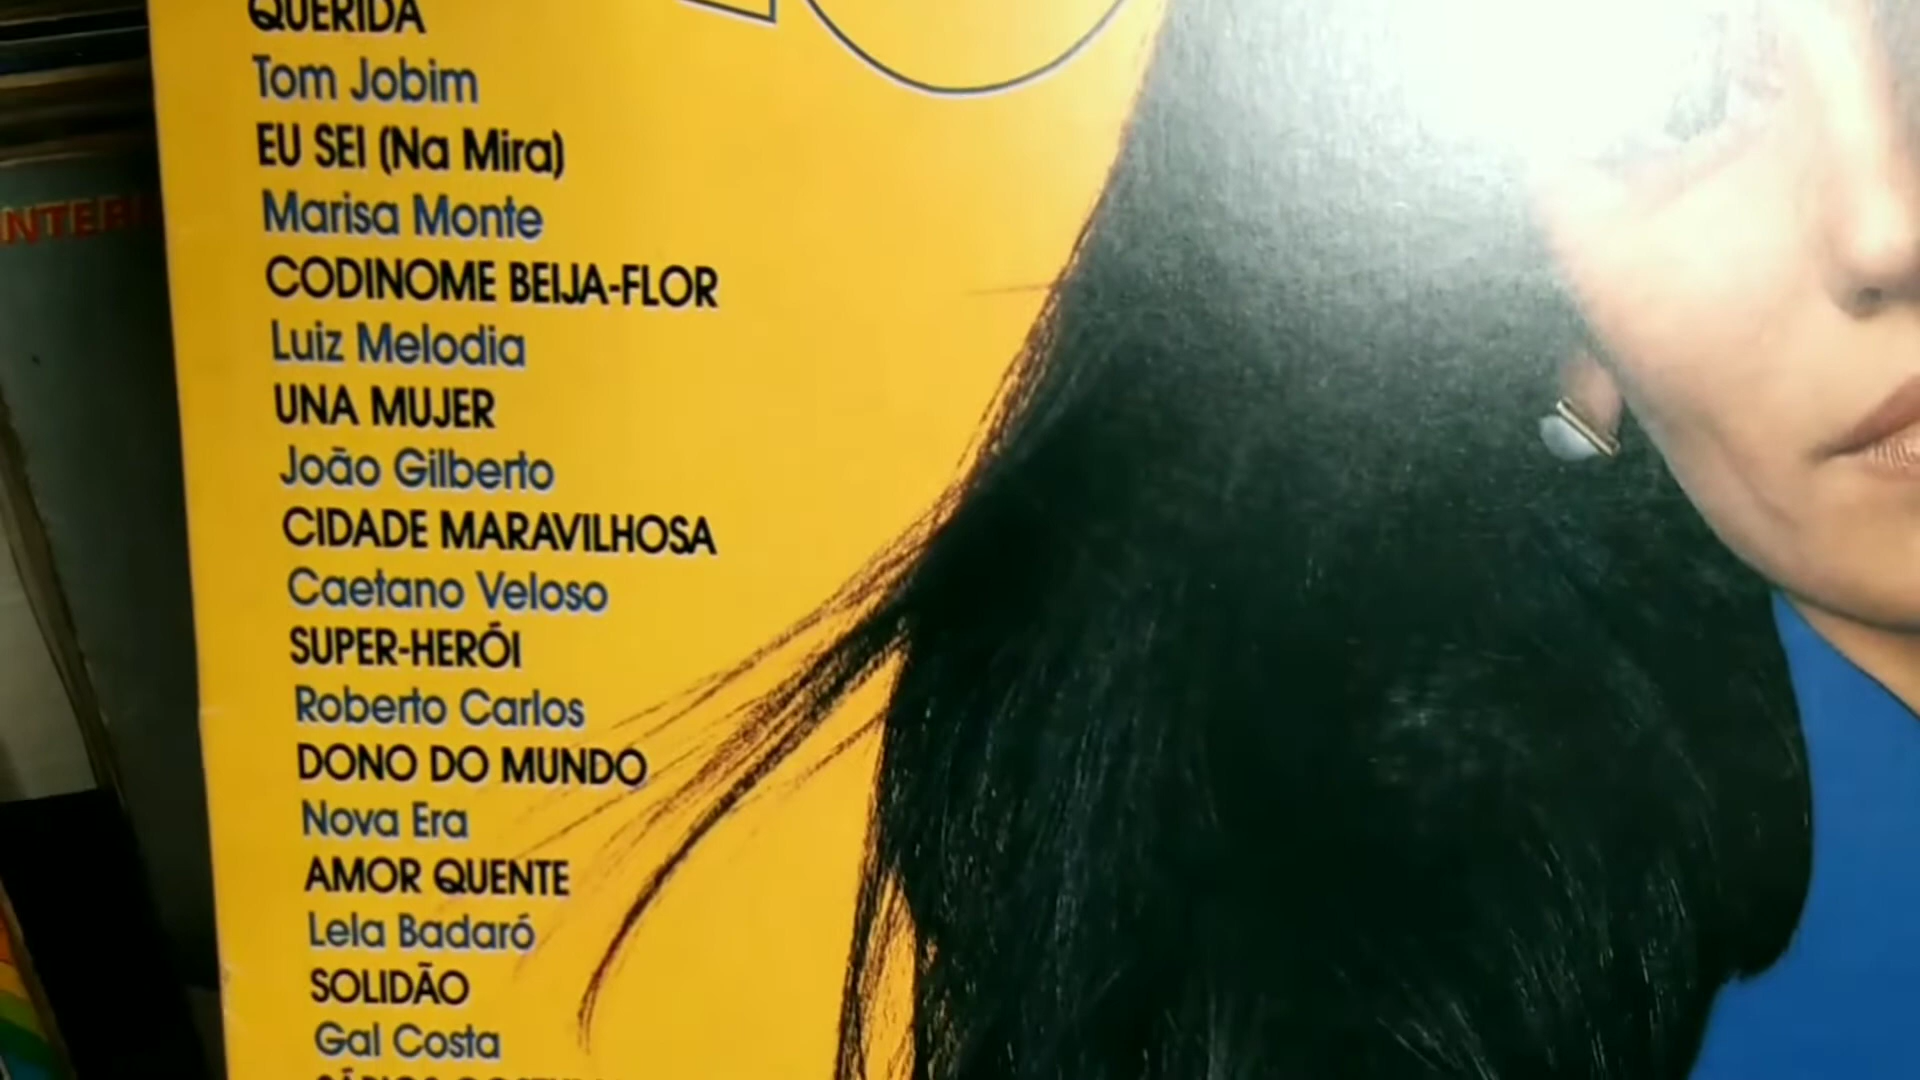 QUERIDA
Tom Jobim
EU SEI (Na Mira)
Marisa Monte
CODINOME BEIJA-FLOR
Luiz Melodia
UNA MUJER
João Gilberto
CIDADE MARAVILHOSA
Caetano Veloso
SUPER-HERÓI
Roberto Carlos
DONO DO MUNDO
Nova Era
AMOR QUENTE
Lela Badaró
SOLIDÃO
Gal Costa